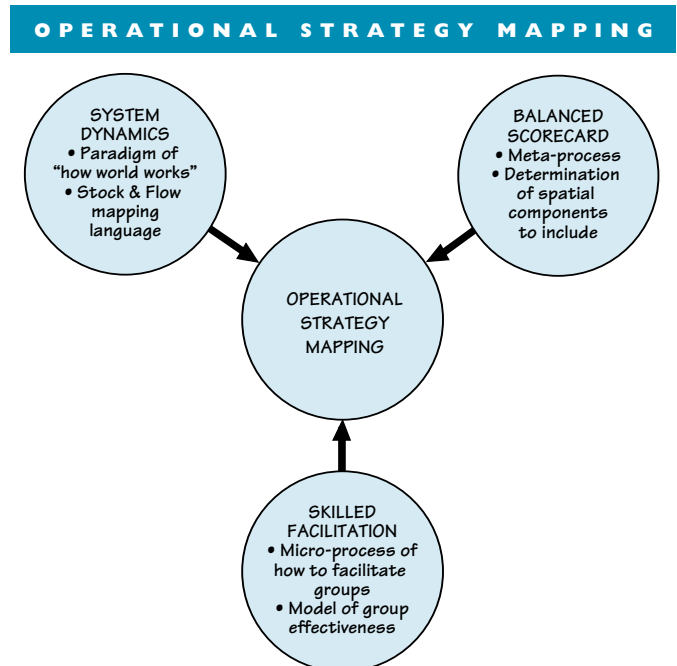 OPERATIONAL STRATEGY MAPPING
SYSTEM
DYNAMICS
• Paradigm of
“how world works”
• Stock & Flow
mapping
language
BALANCED
SCORECARD
• Meta-process
• Determination
of spatial
components
to include
OPERATIONAL
STRATEGY
MAPPING
SKILLED
FACILITATION
• Micro-process of
how to facilitate
groups
• Model of group
effectiveness